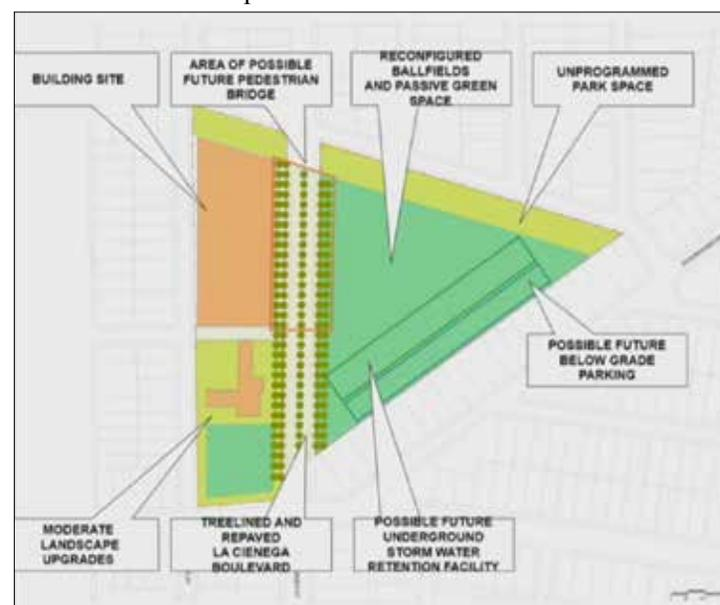 BUILDING SITE
AREA OF POSSIBLE
FUTURE PEDESTRIAN
BRIDGE
RECONFIGURED
BALLFIELDS
AND PASSIVE GREEN
SPACE
UNPROGRAMMED
PARK SPACE
POSSIBLE FUTURE
BELOW GRADE
PARKING
MODERATE
LANDSCAPE
UPGRADES
TREELINED AND
REPAVED
LA CIENEGA
BOULEVARD
POSSIBLE FUTURE
UNDERGROUND
STORM WATER
RETENTION FACILITY